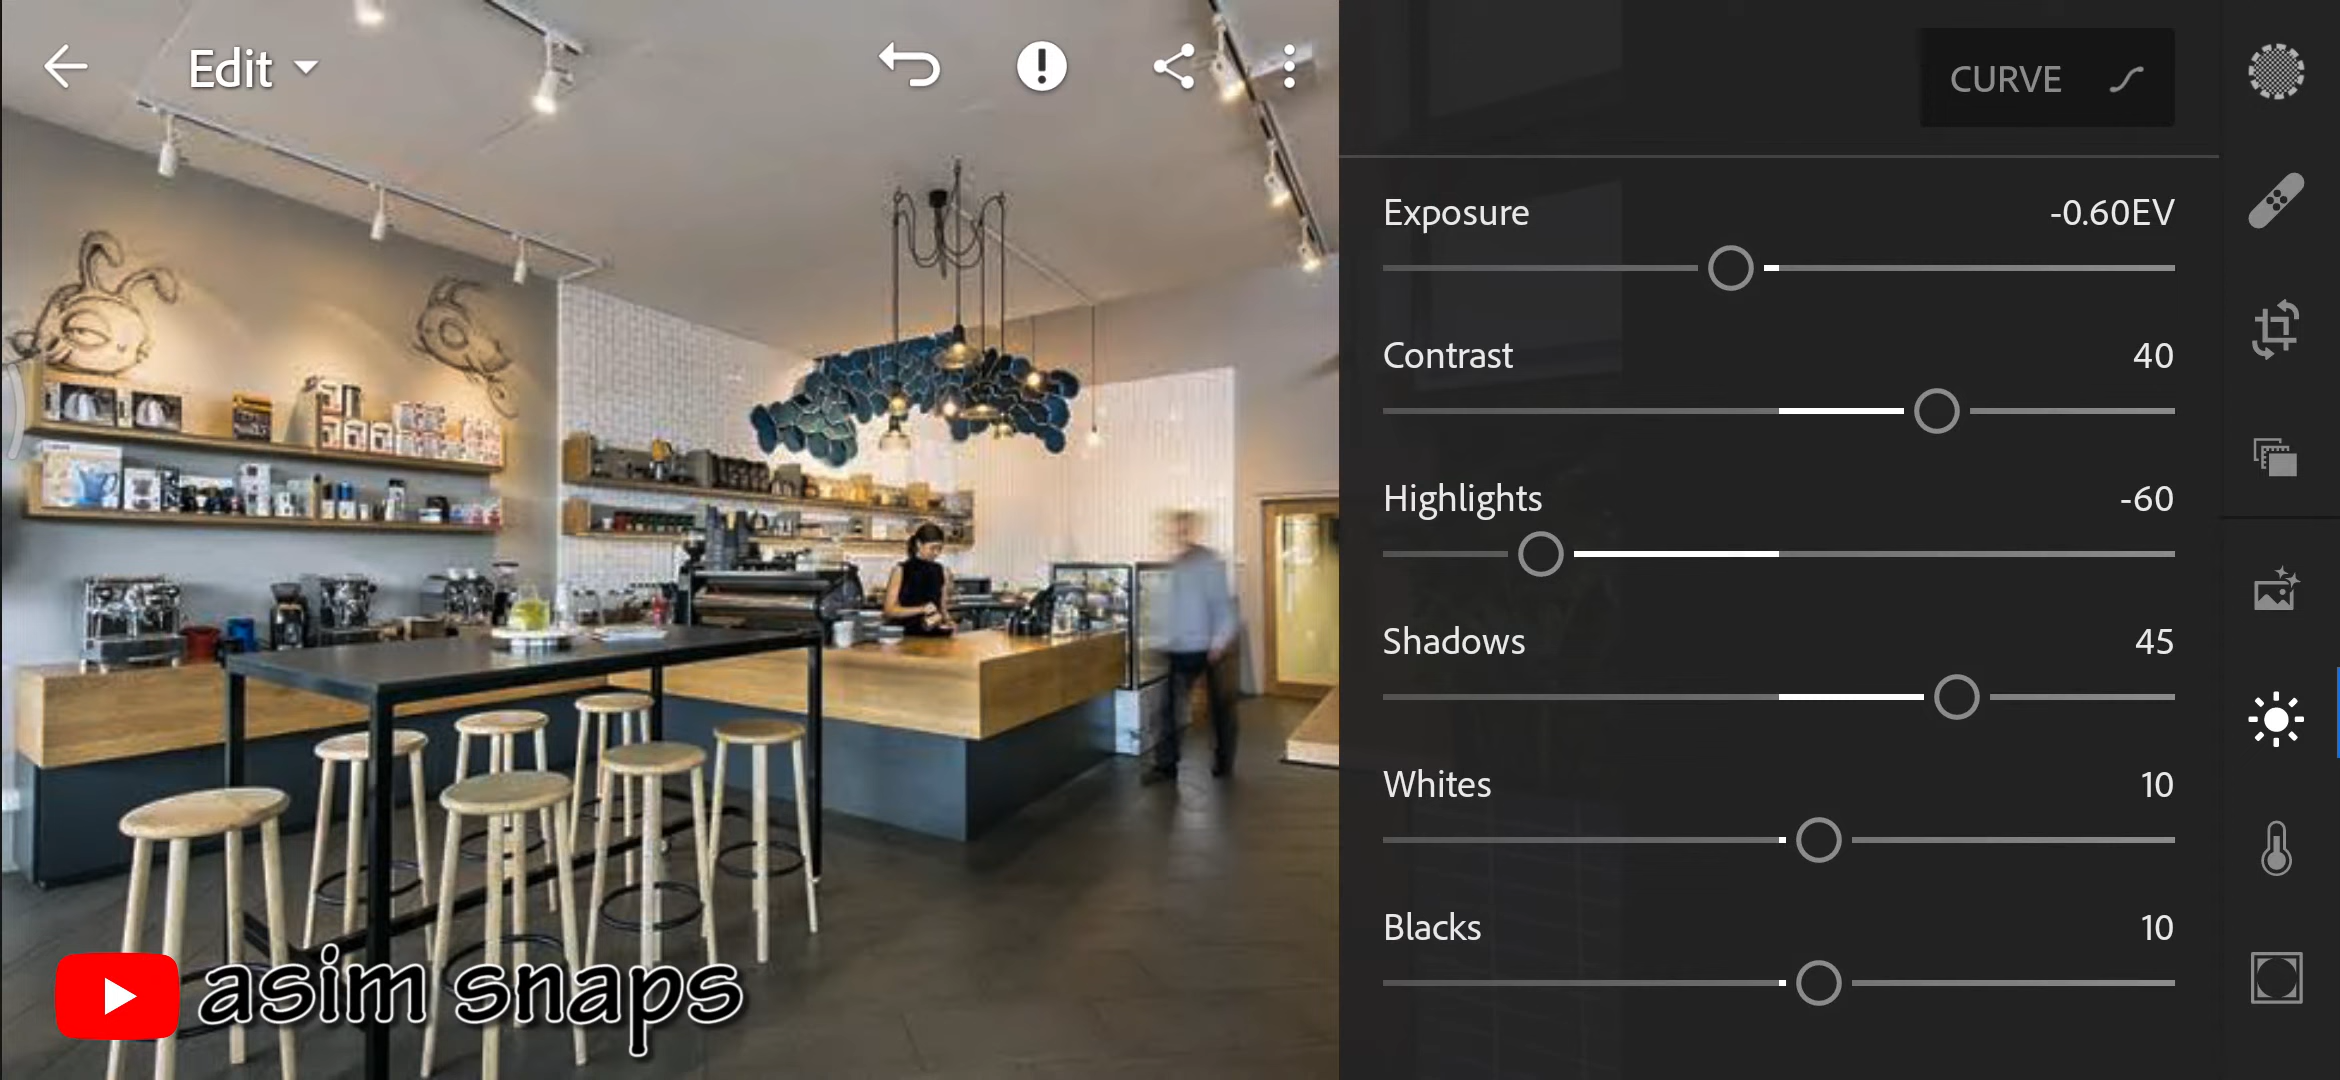 Edit
CURVE
Exposure -0.60EV
Contrast 40
Highlights -60
Shadows 45
Whites 10
Blacks 10
asim snaps